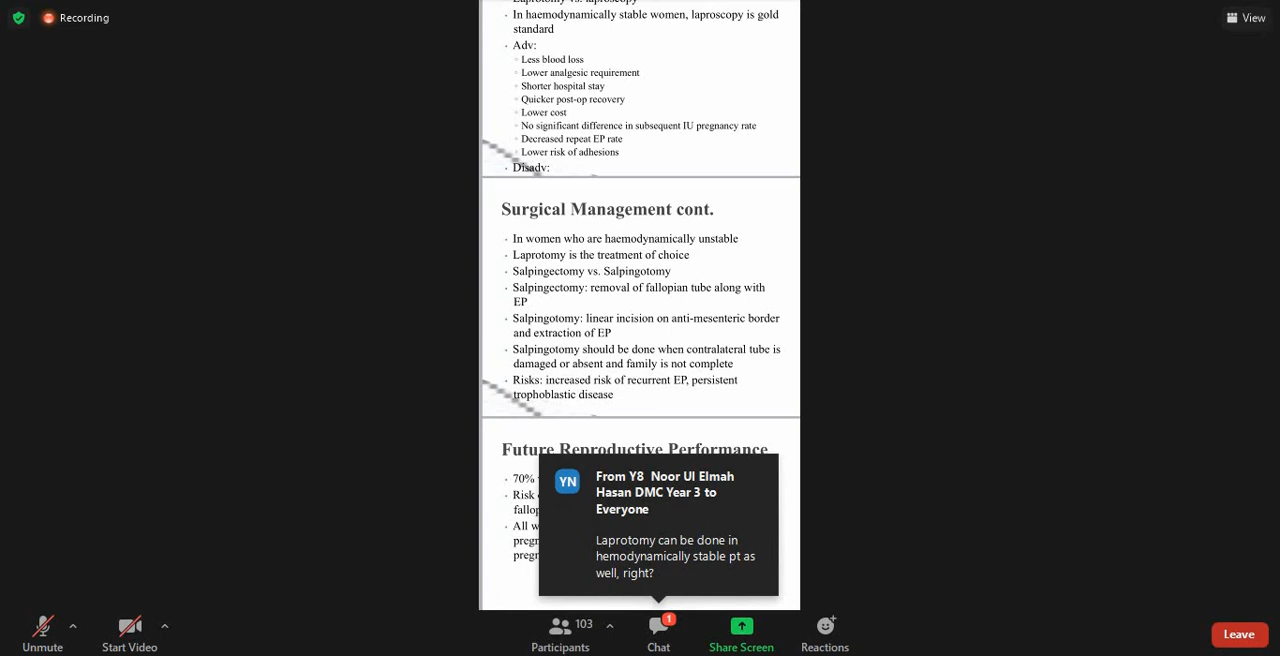 Recording
View
Laprotomy vs. laproscopy
In haemodynamically stable women, laproscopy is gold
standard
Adv:
Less blood loss
Lower analgesic requirement
Shorter hospital stay
Quicker post-op recovery
Lower cost
No significant difference in subsequent IU pregnancy rate
Decreased repeat EP rate
Lower risk of adhesions
Disadv:
Surgical Management cont.
In women who are haemodynamically unstable
Laprotomy is the treatment of choice
Salpingectomy vs. Salpingotomy
Salpingectomy: removal of fallopian tube along with
EP
Salpingotomy: linear incision on anti-mesenteric border
and extraction of EP
Salpingotomy should be done when contralateral tube is
damaged or absent and family is not complete
Risks: increased risk of recurrent EP, persistent
trophoblastic disease
Future Reproductive Performance
70%
Risk
All
YN
From Y8 Noor Ul Elmah
Hasan DMC Year 3 to
Everyone
Laprotomy can be done in
hemodynamically stable pt as
well, right?
Unmute
Start Video
103
Participants
1
Chat
Share Screen
Reactions
Leave